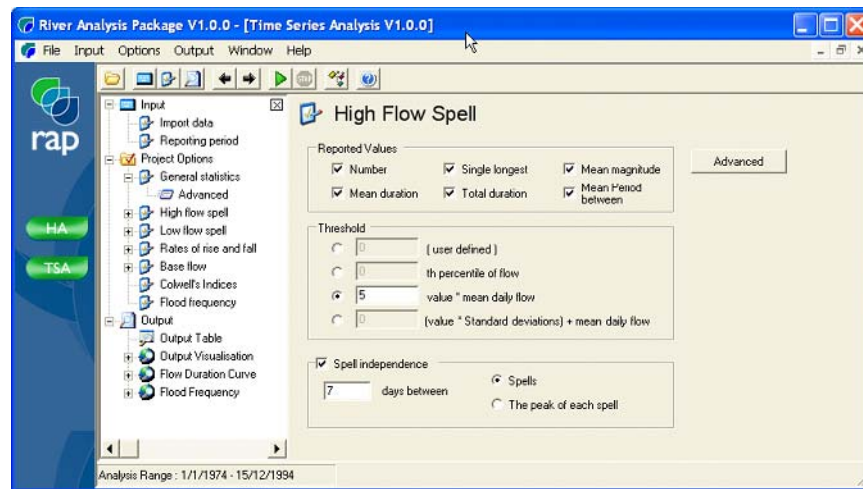 River Analysis Package V1.0.0 - [Time Series Analysis V1.0.0]
File Input Options Output Window Help
rap
HA
TSA
Input
Import data
Reporting period
Project Options
General statistics
Advanced
High flow spell
Low flow spell
Rates of rise and fall
Base flow
Colwell's Indices
Flood frequency
Output
Output Table
Output Visualisation
Flow Duration Curve
Flood Frequency
High Flow Spell
Reported Values
Number Single longest Mean magnitude
Mean duration Total duration Mean Period between
Advanced
Threshold
0 ( user defined )
0 th percentile of flow
5 value * mean daily flow
0 (value * Standard deviations) + mean daily flow
Spell independence
7 days between
Spells
The peak of each spell
Analysis Range : 1/1/1974 - 15/12/1994